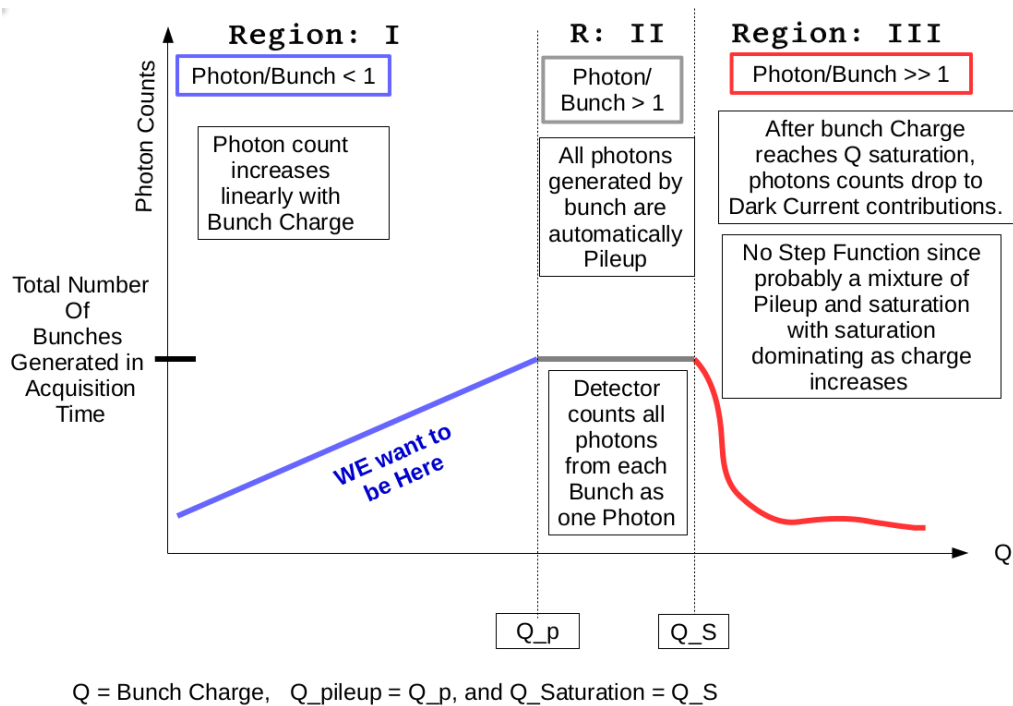 Region: I
R: II
Region: III
Photon/Bunch < 1
Photon/
Bunch > 1
Photon/Bunch >> 1
Photon Counts
Photon count
increases
linearly with
Bunch Charge
All photons
generated by
bunch are
automatically
Pileup
After bunch Charge
reaches Q saturation,
photons counts drop to
Dark Current contributions.
No Step Function since
probably a mixture of
Pileup and saturation
with saturation
dominating as charge
increases
Total Number
Of
Bunches
Generated in
Acquisition
Time
WE want to
be Here
Detector
counts all
photons
from each
Bunch as
one Photon
Q
Q_p
Q_S
Q = Bunch Charge, Q_pileup = Q_p, and Q_Saturation = Q_S